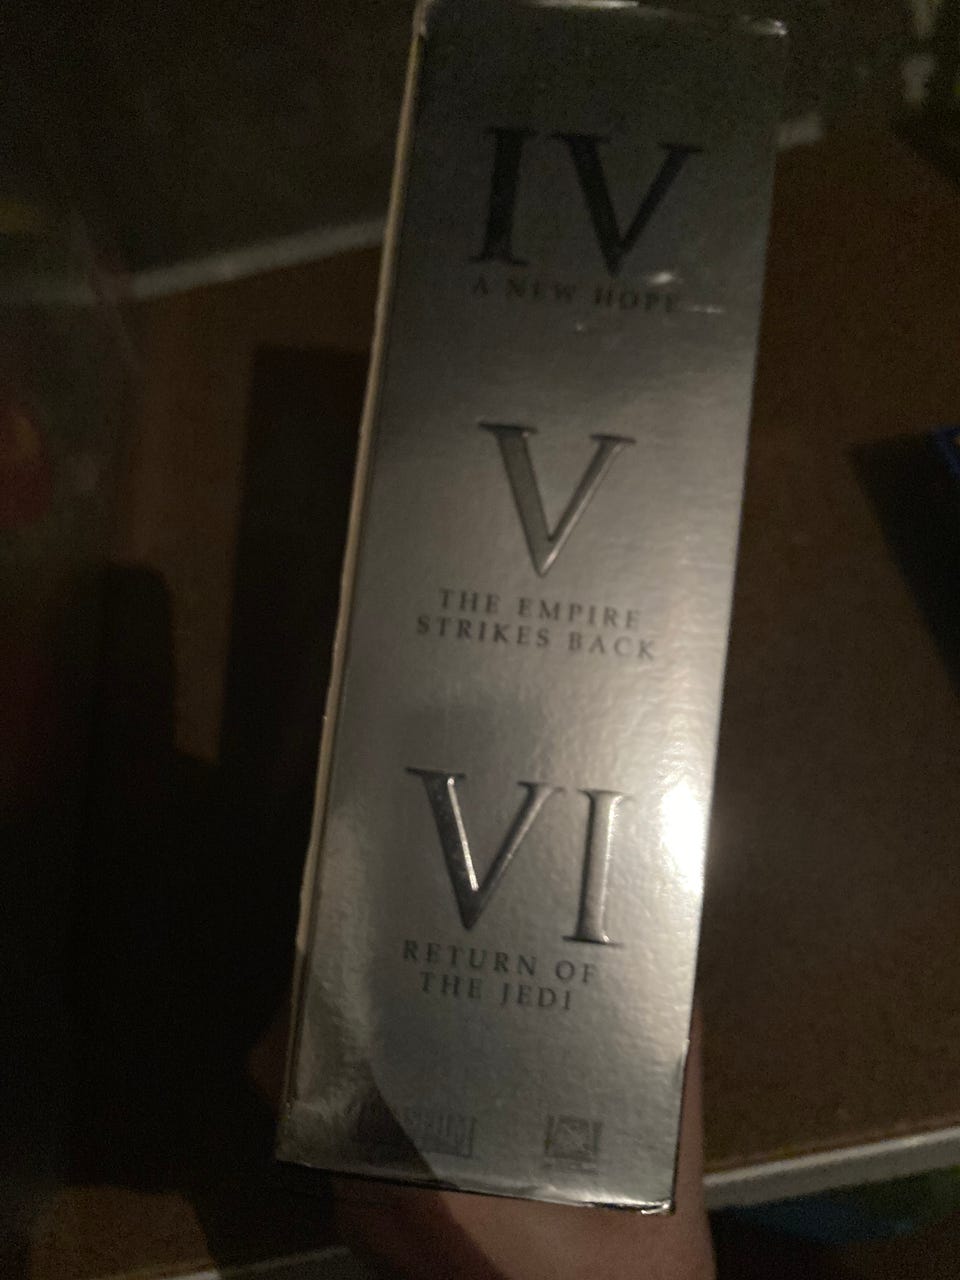 IV
A NEW HOPE
V
THE EMPIRE
STRIKES BACK
VI
RETURN OF
THE JEDI